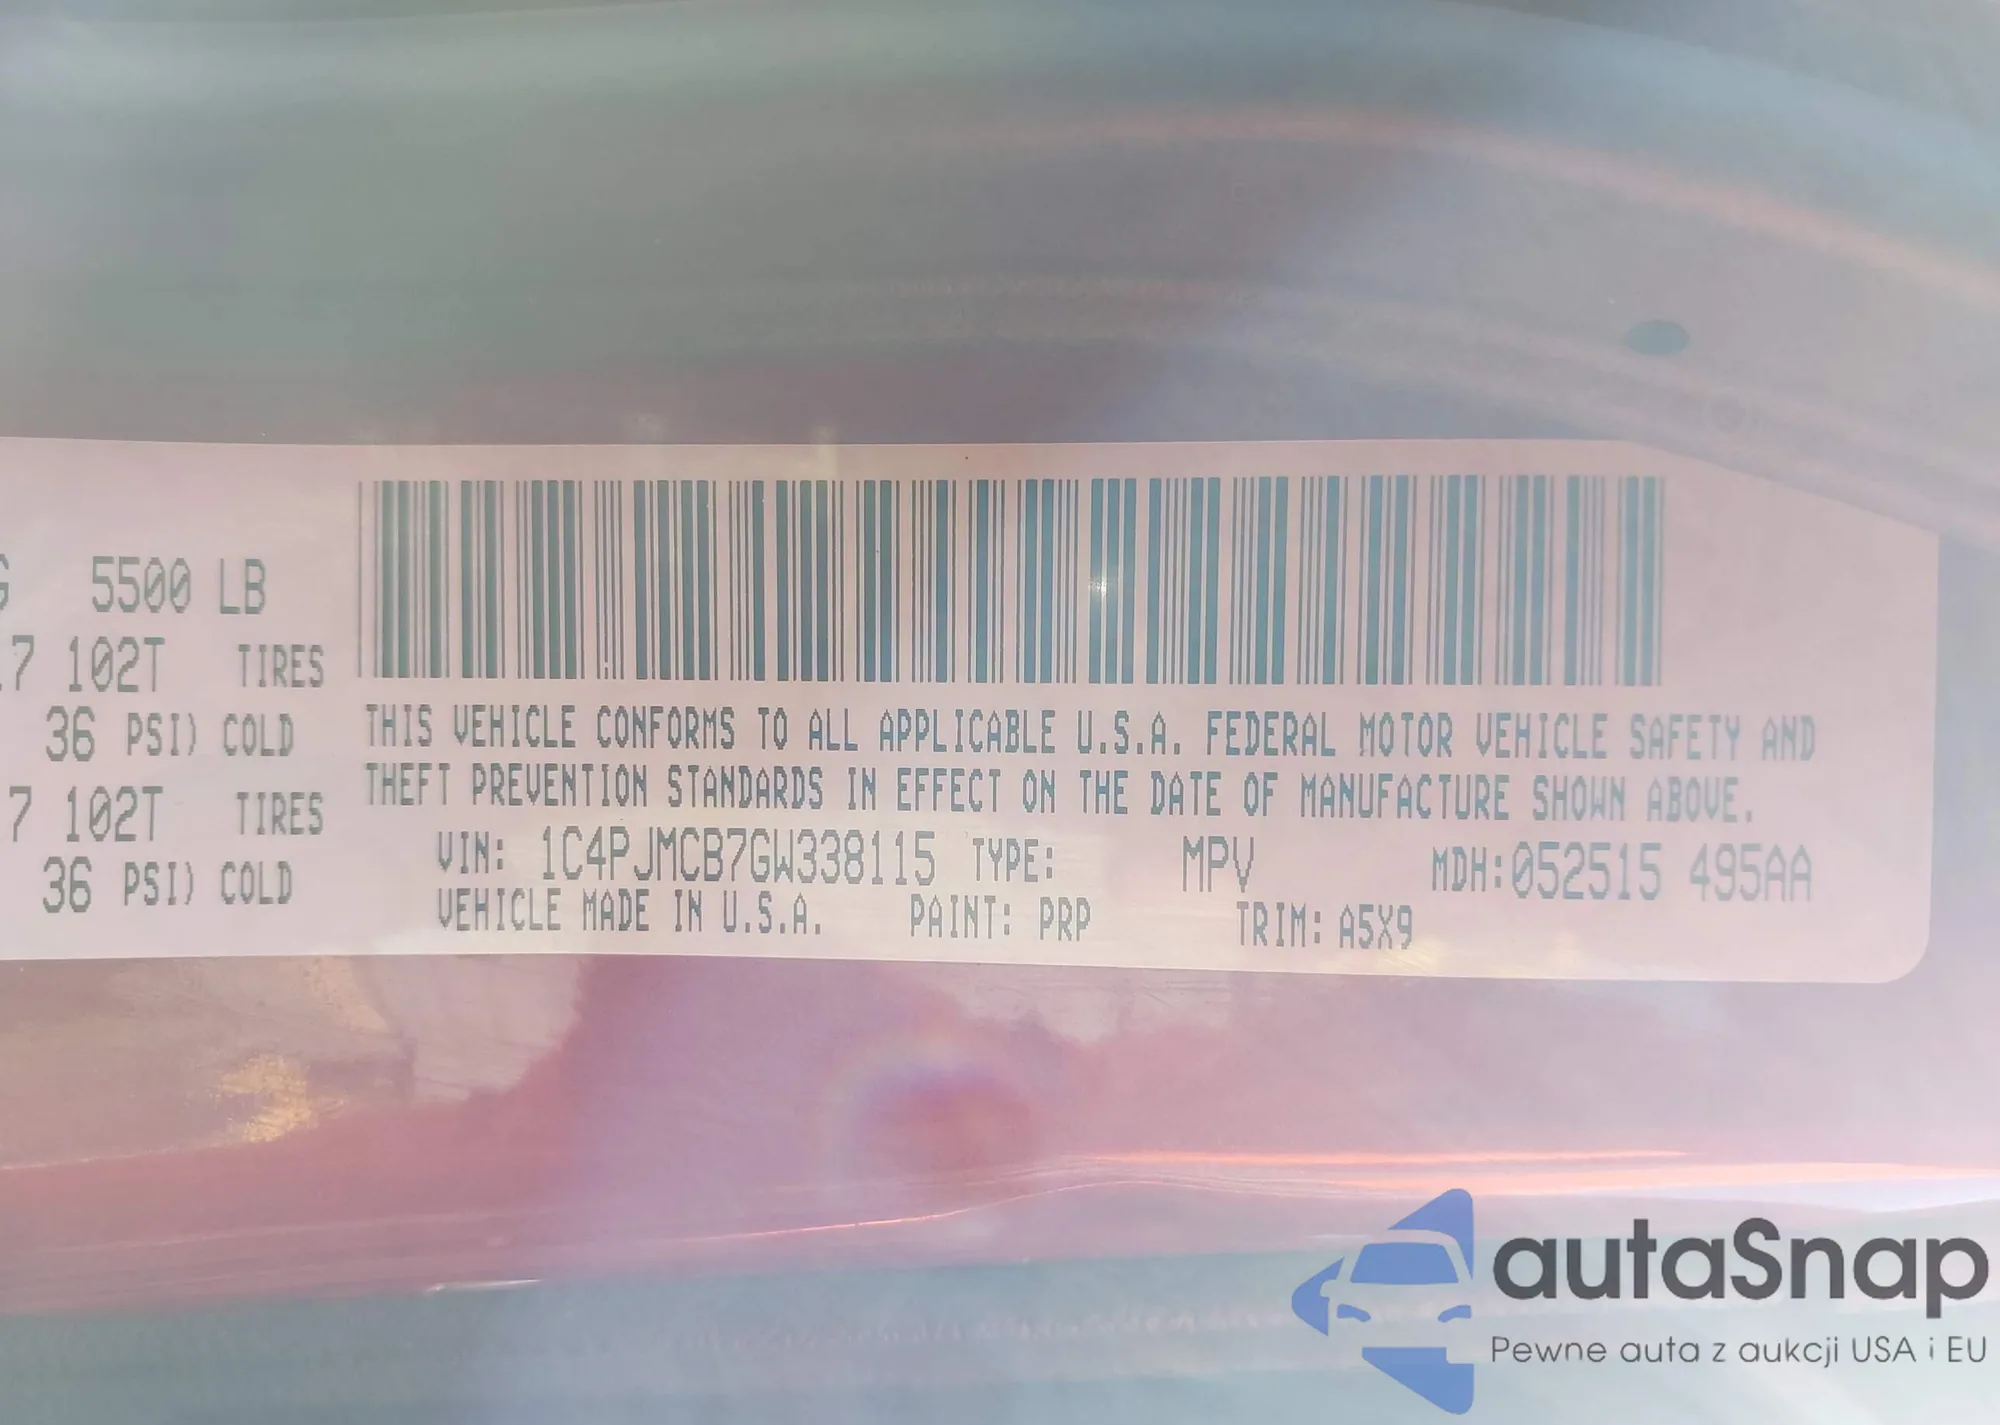 5500 LB
7 102T TIRES
36 PSI) COLD
7 102T TIRES
36 PSI) COLD
THIS VEHICLE CONFORMS TO ALL APPLICABLE U.S.A. FEDERAL MOTOR VEHICLE SAFETY AND
THEFT PREVENTION STANDARDS IN EFFECT ON THE DATE OF MANUFACTURE SHOWN ABOVE.
VIN: 1C4PJMCB7GW338115 TYPE: MPV MDH:052515 495AA
VEHICLE MADE IN U.S.A. PAINT: PRP TRIM: A5X9
autaSnap
Pewne auta z aukcji USA i EU